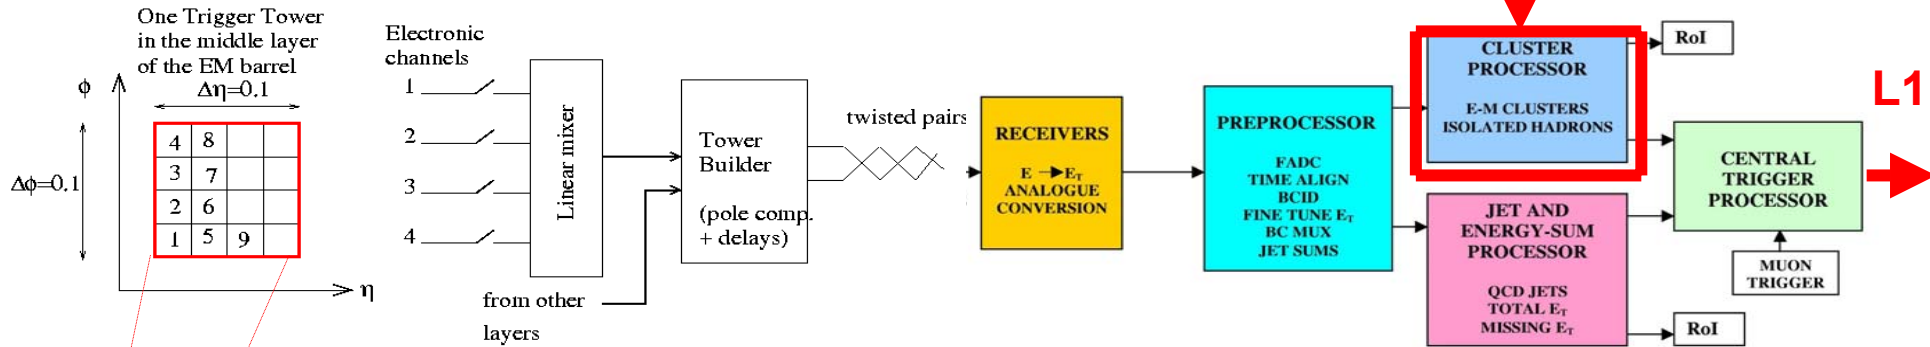 One Trigger Tower
in the middle layer
of the EM barrel
Δη=0.1
ϕ
Δϕ=0.1
4 8
3 7
2 6
1 5 9
η
Electronic
channels
1
2
3
4
Linear mixer
from other
layers
Tower
Builder
(pole comp.
+ delays)
twisted pairs
RECEIVERS
E → ET
ANALOGUE
CONVERSION
PREPROCESSOR
FADC
TIME ALIGN
BCID
FINE TUNE ET
BC MUX
JET SUMS
CLUSTER
PROCESSOR
E-M CLUSTERS
ISOLATED HADRONS
RoI
JET AND
ENERGY-SUM
PROCESSOR
QCD JETS
TOTAL ET
MISSING ET
RoI
CENTRAL
TRIGGER
PROCESSOR
MUON
TRIGGER
L1